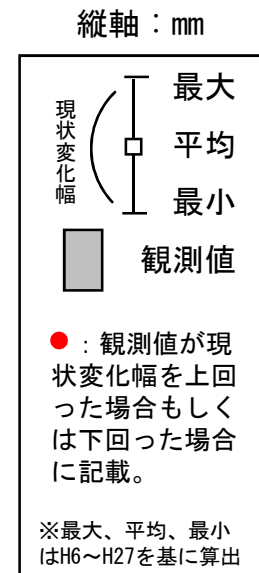 縦軸：mm
最大
現状変化幅
平均
最小
観測値
●：観測値が現
状変化幅を上回
った場合もしく
は下回った場合
に記載。
※最大、平均、最小
はH6～H27を基に算出